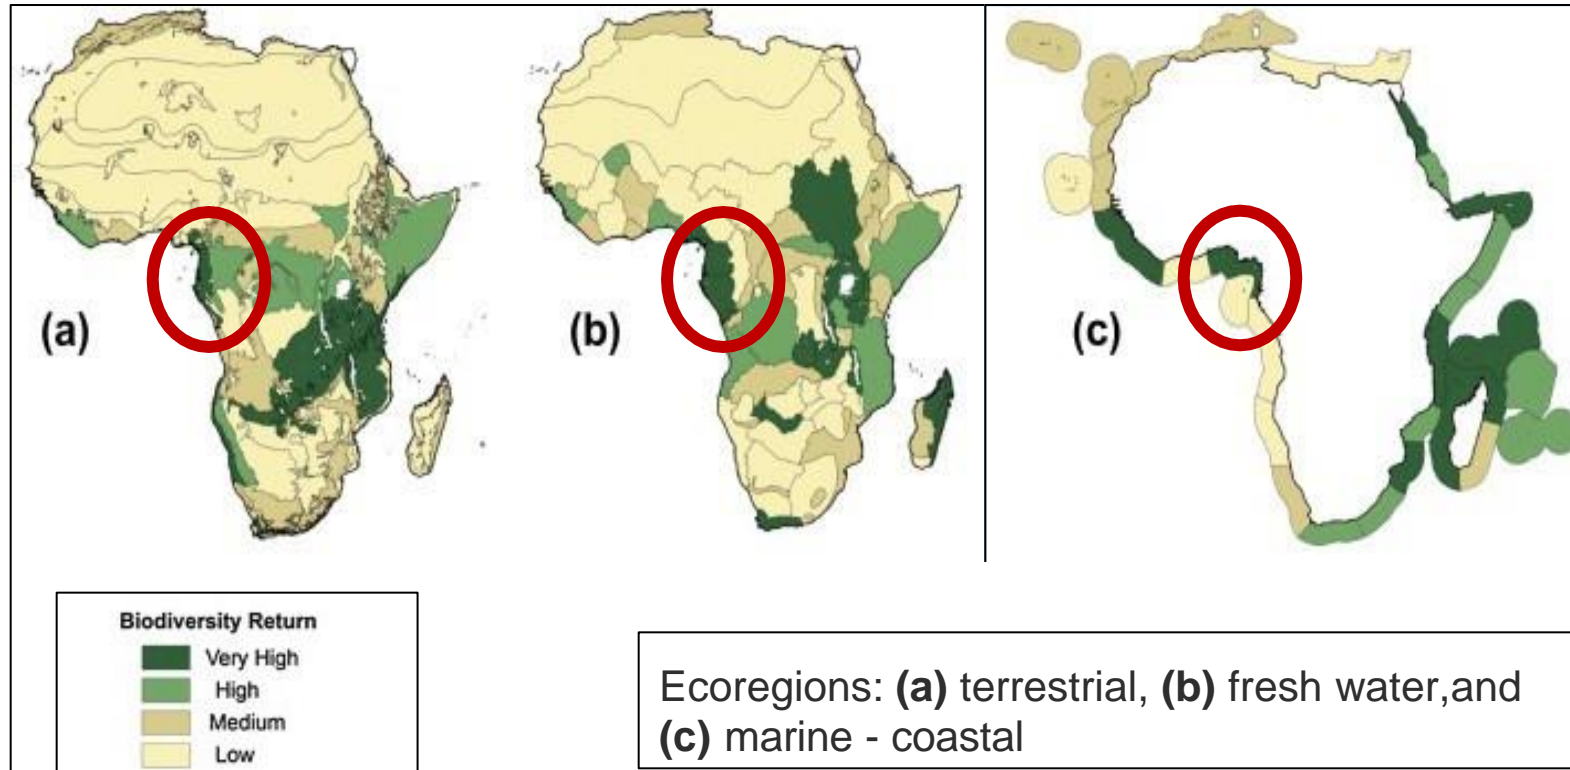 (a)
(b)
(c)
Biodiversity Return
Very High
High
Medium
Low
Ecoregions: (a) terrestrial, (b) fresh water,and
(c) marine - coastal